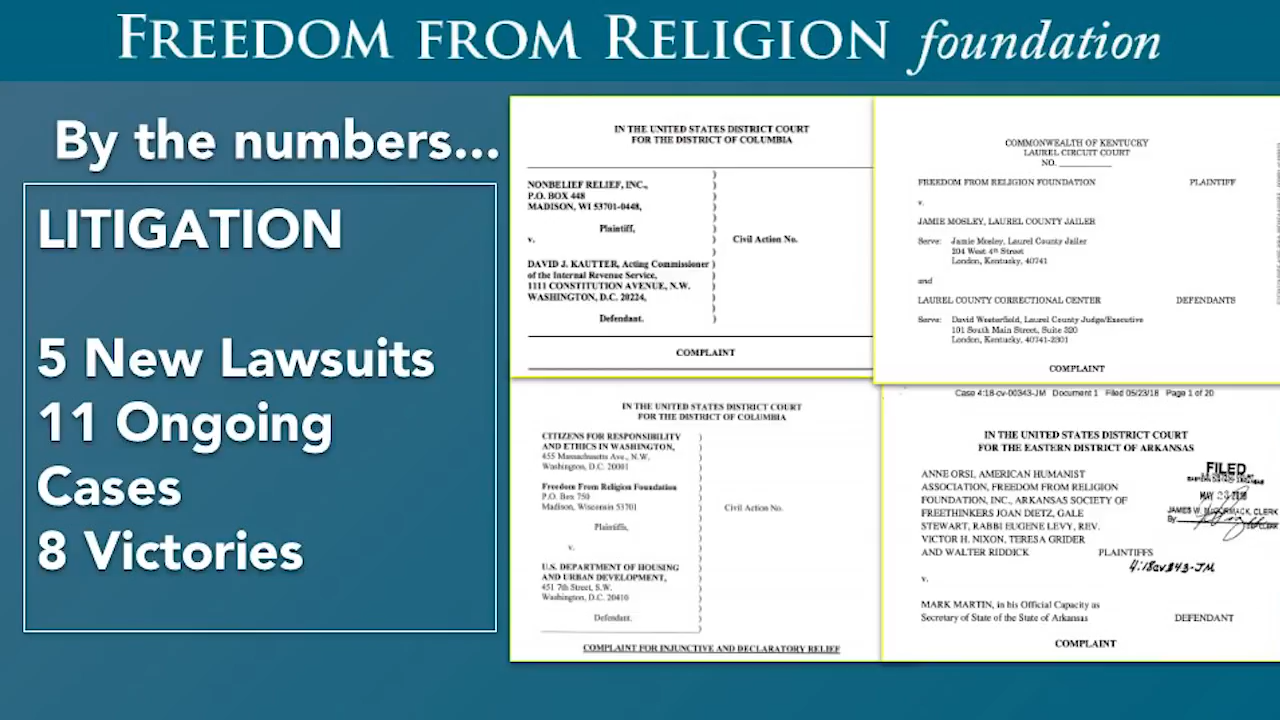 FREEDOM FROM RELIGION foundation
By the numbers...
LITIGATION
5 New Lawsuits
11 Ongoing
Cases
8 Victories
IN THE UNITED STATES DISTRICT COURT
FOR THE DISTRICT OF COLUMBIA
NONBELIEF RELIEF, INC.,
P.O. BOX 448
MADISON, WI 53701-0448,
Plaintiff,
v.
Civil Action No.
DAVID J. KAUTTER, Acting Commissioner
of the Internal Revenue Service,
1111 CONSTITUTION AVENUE, N.W.
WASHINGTON, D.C. 20224,
Defendant.
COMPLAINT
COMMONWEALTH OF KENTUCKY
LAUREL CIRCUIT COURT
NO.
FREEDOM FROM RELIGION FOUNDATION PLAINTIFF
v.
JAMIE MOSLEY, LAUREL COUNTY JAILER
Serve: Jamie Mosley, Laurel County Jailer
204 West 4th Street
London, Kentucky, 40741
and
LAUREL COUNTY CORRECTIONAL CENTER DEFENDANTS
Serve: David Westerfield, Laurel County Judge/Executive
101 South Main Street, Suite 320
London, Kentucky, 40741-2301
COMPLAINT
IN THE UNITED STATES DISTRICT COURT
FOR THE DISTRICT OF COLUMBIA
CITIZENS FOR RESPONSIBILITY
AND ETHICS IN WASHINGTON,
455 Massachusetts Ave., N.W.
Washington, D.C. 20001
Freedom From Religion Foundation
P.O. Box 750
Madison, Wisconsin 53701
Civil Action No.
Plaintiffs,
v.
U.S. DEPARTMENT OF HOUSING
AND URBAN DEVELOPMENT,
451 7th Street, S.W.
Washington, D.C. 20410
Defendant.
COMPLAINT FOR INJUNCTIVE AND DECLARATORY RELIEF
Case 4:18-cv-00343-JM Document 1 Filed 05/23/18 Page 1 of 20
IN THE UNITED STATES DISTRICT COURT
FOR THE EASTERN DISTRICT OF ARKANSAS
FILED
ANNE ORSI, AMERICAN HUMANIST
ASSOCIATION, FREEDOM FROM RELIGION
FOUNDATION, INC., ARKANSAS SOCIETY OF
FREETHINKERS JOAN DIETZ, GALE
STEWART, RABBI EUGENE LEVY, REV.
VICTOR H. NIXON, TERESA GRIDER
AND WALTER RIDDICK PLAINTIFFS
JAMES W. McCORMACK, CLERK
By:
4:18cv343-JM
v.
MARK MARTIN, in his Official Capacity as
Secretary of State of the State of Arkansas DEFENDANT
COMPLAINT